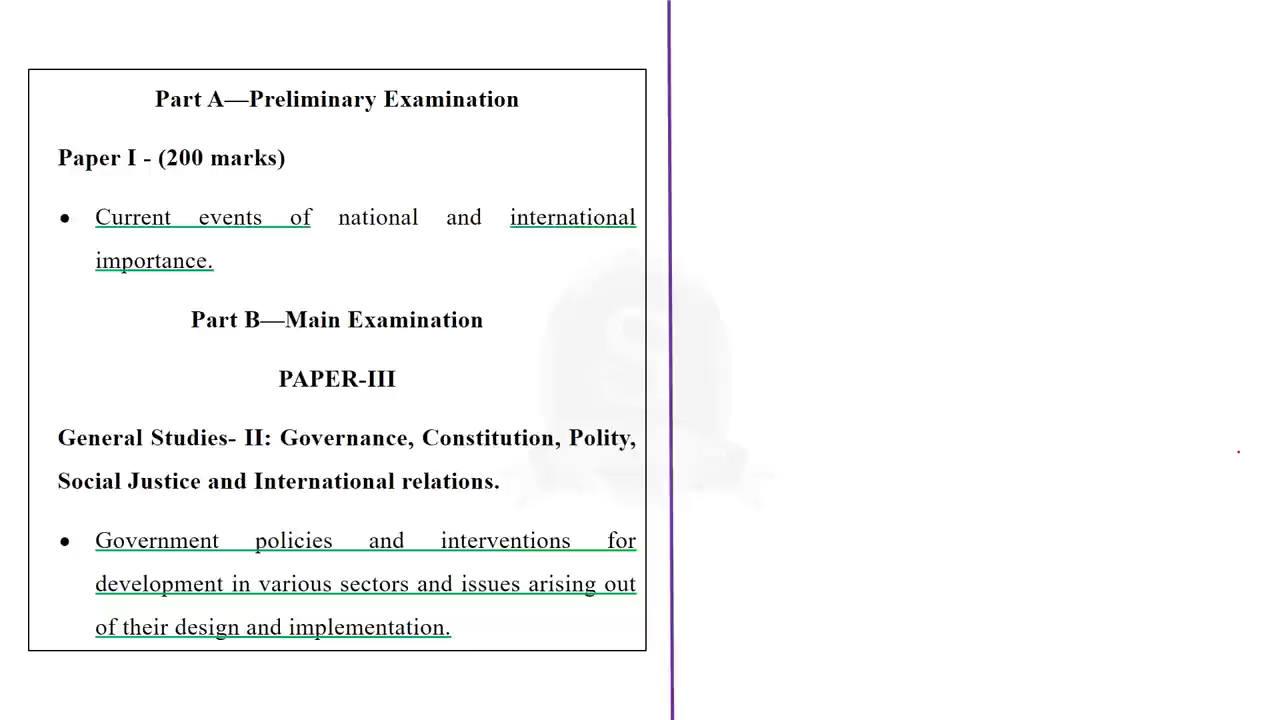 Part A—Preliminary Examination
Paper I - (200 marks)
• Current events of national and international
importance.
Part B—Main Examination
PAPER-III
General Studies- II: Governance, Constitution, Polity,
Social Justice and International relations.
• Government policies and interventions for
development in various sectors and issues arising out
of their design and implementation.